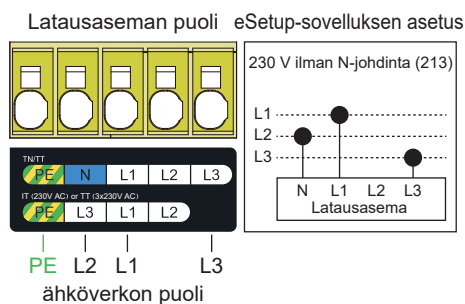 Latausaseman puoli
eSetup-sovelluksen asetus
230 V ilman N-johdinta (213)
L1
L2
L3
N L1 L2 L3
Latausasema
TN/TT
PE N L1 L2 L3
IT (230V AC) or TT (3x230V AC)
PE L3 L1 L2
PE L2 L1 L3
ähköverkon puoli